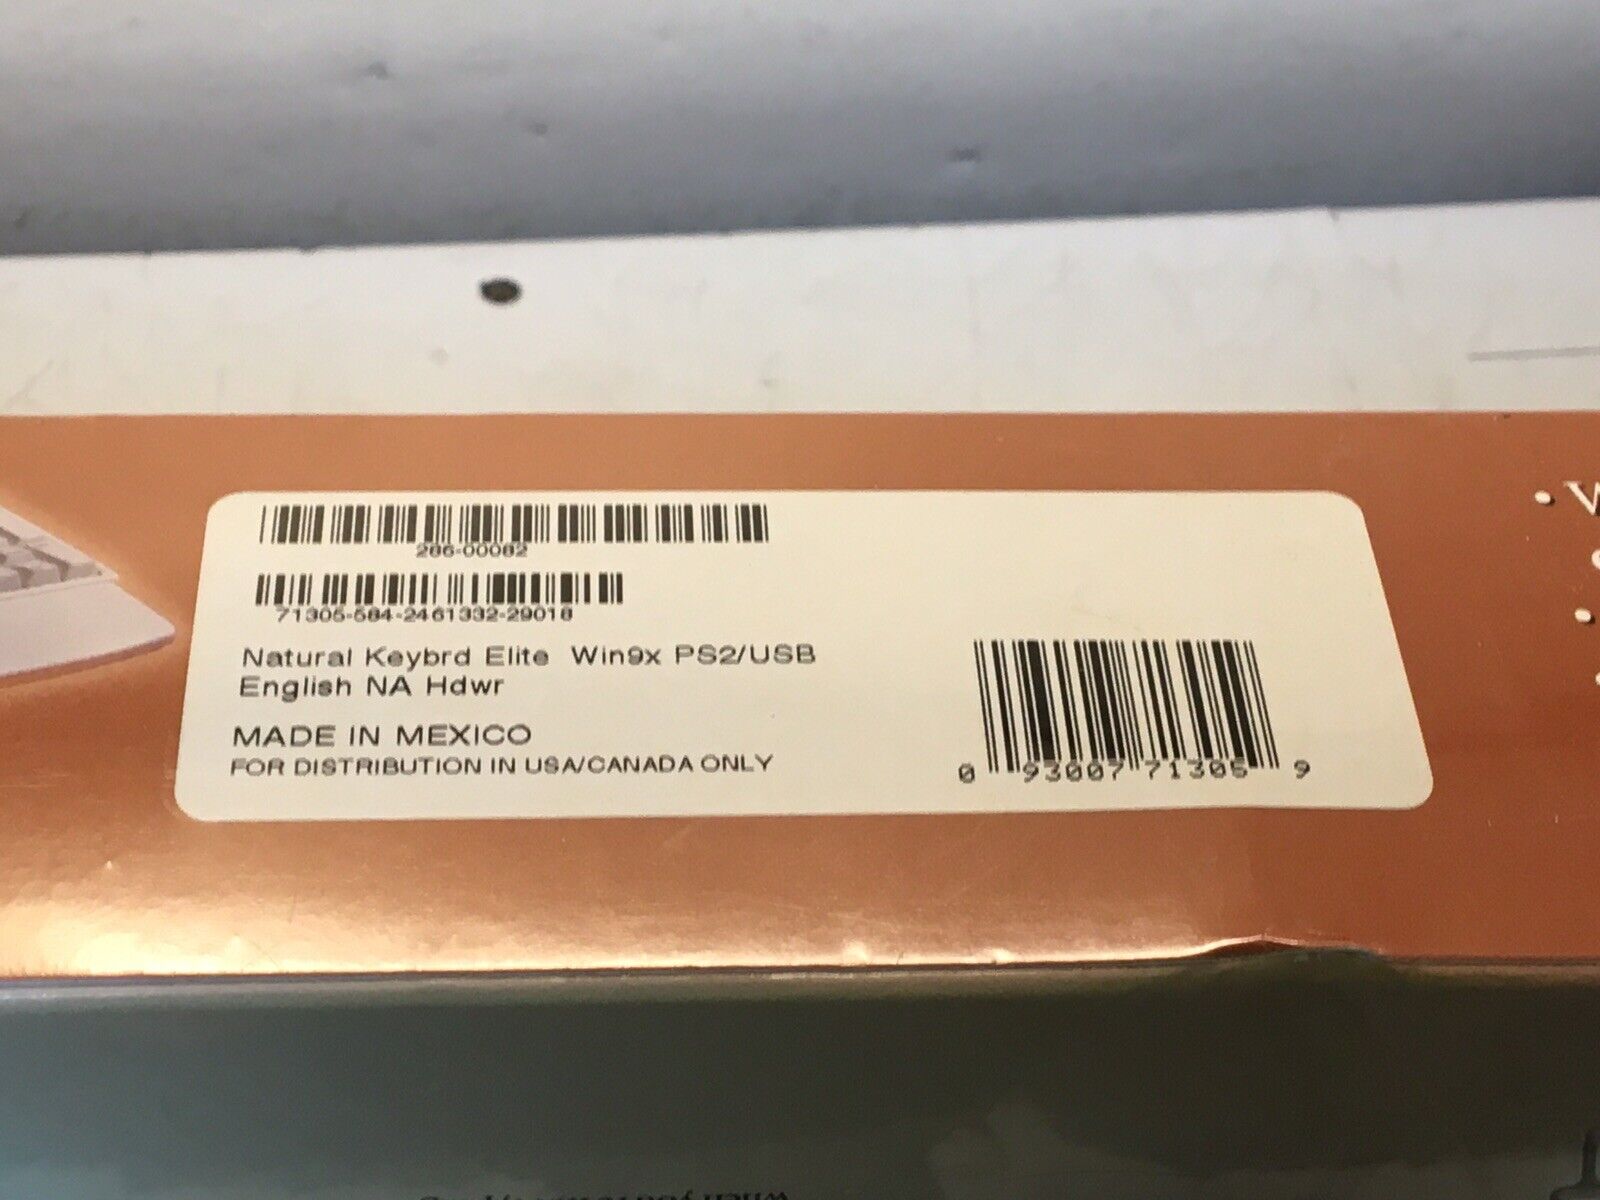 286-00082
71305-584-2461332-29018
Natural Keybrd Elite Win9x PS2/USB
English NA Hdwr
MADE IN MEXICO
FOR DISTRIBUTION IN USA/CANADA ONLY
0 93007 71305 9